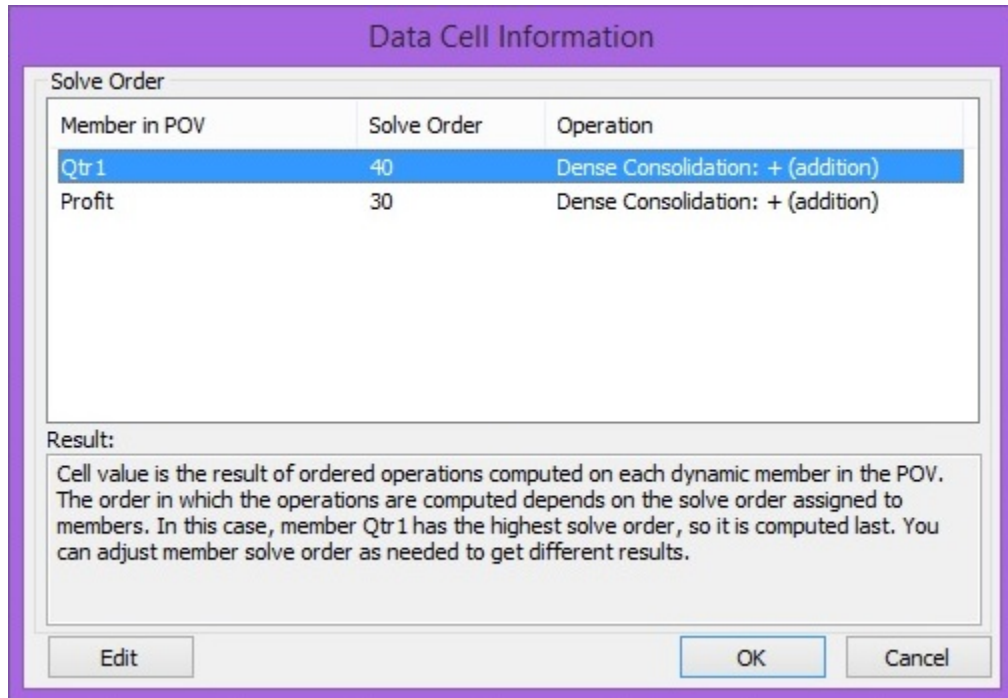 Data Cell Information
Solve Order
Member in POV Solve Order Operation
Qtr1 40 Dense Consolidation: + (addition)
Profit 30 Dense Consolidation: + (addition)
Result:
Cell value is the result of ordered operations computed on each dynamic member in the POV.
The order in which the operations are computed depends on the solve order assigned to
members. In this case, member Qtr1 has the highest solve order, so it is computed last. You
can adjust member solve order as needed to get different results.
Edit OK Cancel